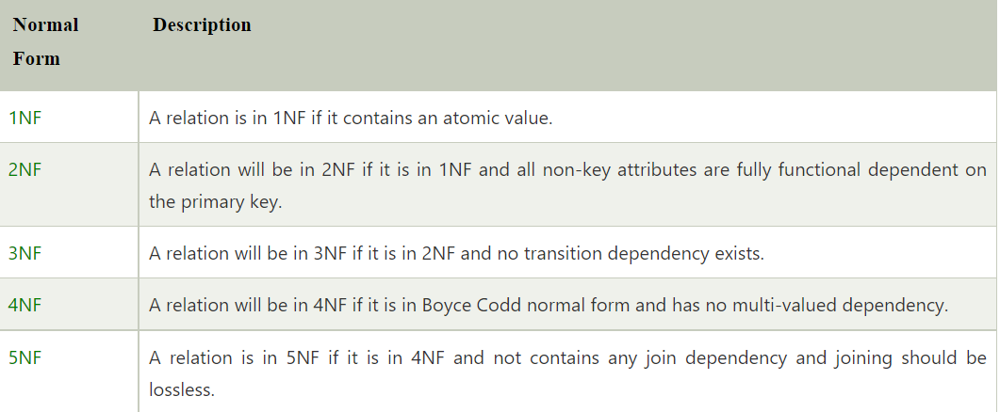 Normal Description
Form
1NF A relation is in 1NF if it contains an atomic value.
2NF A relation will be in 2NF if it is in 1NF and all non-key attributes are fully functional dependent on
the primary key.
3NF A relation will be in 3NF if it is in 2NF and no transition dependency exists.
4NF A relation will be in 4NF if it is in Boyce Codd normal form and has no multi-valued dependency.
5NF A relation is in 5NF if it is in 4NF and not contains any join dependency and joining should be
lossless.